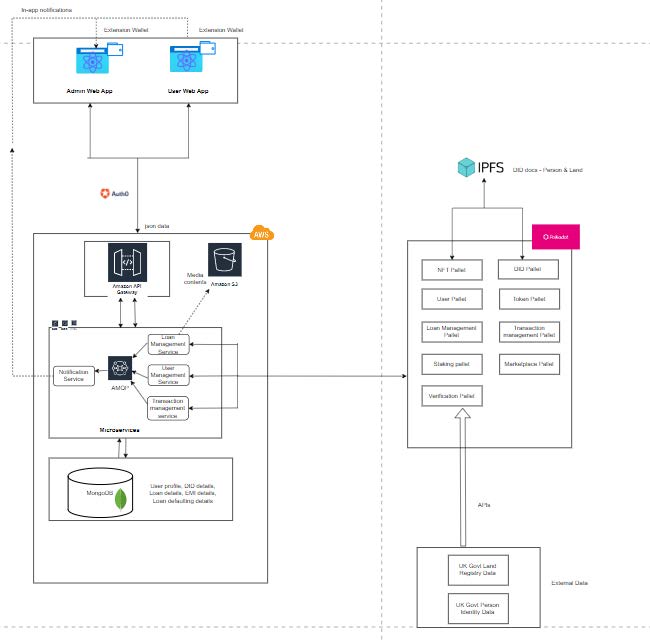 In-app notifications
Extension Wallet
Extension Wallet
Admin Web App
User Web App
Auth0
json data
AWS
Amazon API
Gateway
Media
contents
Amazon S3
Loan
Management
Service
User
Management
Service
Transaction
management
service
Notification
Service
AMQP
Microservices
MongoDB
User profile, DID details,
Loan details, EMI details,
Loan defaulting details
IPFS
DID docs - Person & Land
Polkadot
NFT Pallet
DID Pallet
User Pallet
Token Pallet
Loan Management
Pallet
Transaction
management Pallet
Staking pallet
Marketplace Pallet
Verification Pallet
APIs
UK Govt Land
Registry Data
UK Govt Person
Identity Data
External Data